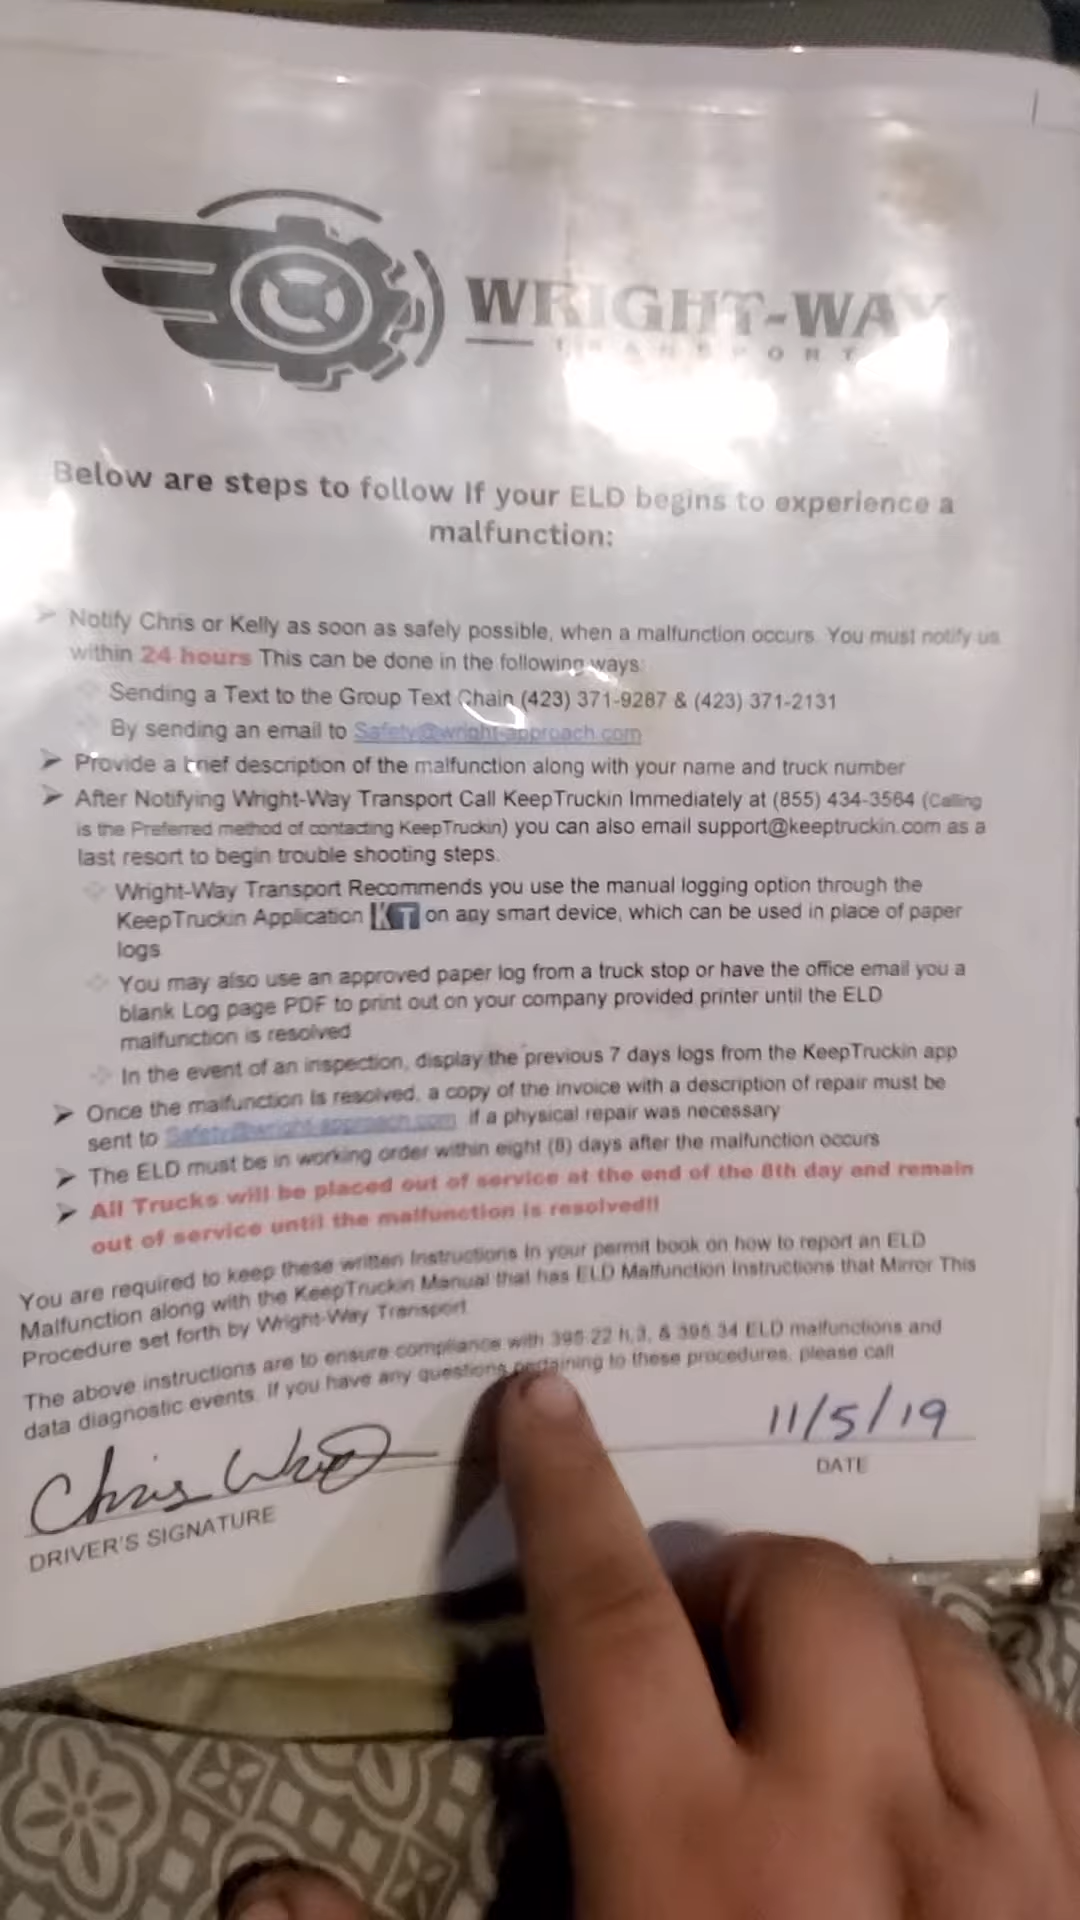 WRIGHT-WAY
TRANSPORT
Below are steps to follow If your ELD begins to experience a
malfunction:
➤ Notify Chris or Kelly as soon as safely possible, when a malfunction occurs. You must notify us
within 24 hours This can be done in the following ways:
Sending a Text to the Group Text Chain (423) 371-9287 & (423) 371-2131
By sending an email to Safety@wright-approach.com
➤ Provide a brief description of the malfunction along with your name and truck number
➤ After Notifying Wright-Way Transport Call KeepTruckin Immediately at (855) 434-3564 (Calling
is the Preferred method of contacting KeepTruckin) you can also email support@keeptruckin.com as a
last resort to begin trouble shooting steps.
Wright-Way Transport Recommends you use the manual logging option through the
KeepTruckin Application KT on any smart device, which can be used in place of paper
logs
You may also use an approved paper log from a truck stop or have the office email you a
blank Log page PDF to print out on your company provided printer until the ELD
malfunction is resolved
In the event of an inspection, display the previous 7 days logs from the KeepTruckin app
➤ Once the malfunction is resolved, a copy of the invoice with a description of repair must be
sent to Safety@wright-approach.com if a physical repair was necessary
➤ The ELD must be in working order within eight (8) days after the malfunction occurs
➤ All Trucks will be placed out of service at the end of the 8th day and remain
out of service until the malfunction is resolved!!
You are required to keep these written Instructions In your permit book on how to report an ELD
Malfunction along with the KeepTruckin Manual that has ELD Malfunction Instructions that Mirror This
Procedure set forth by Wright-Way Transport
The above instructions are to ensure compliance with 395.22 h,3, & 395.34 ELD malfunctions and
data diagnostic events. If you have any questions pertaining to these procedures, please call
Chris Wright
11/5/19
DRIVER'S SIGNATURE
DATE